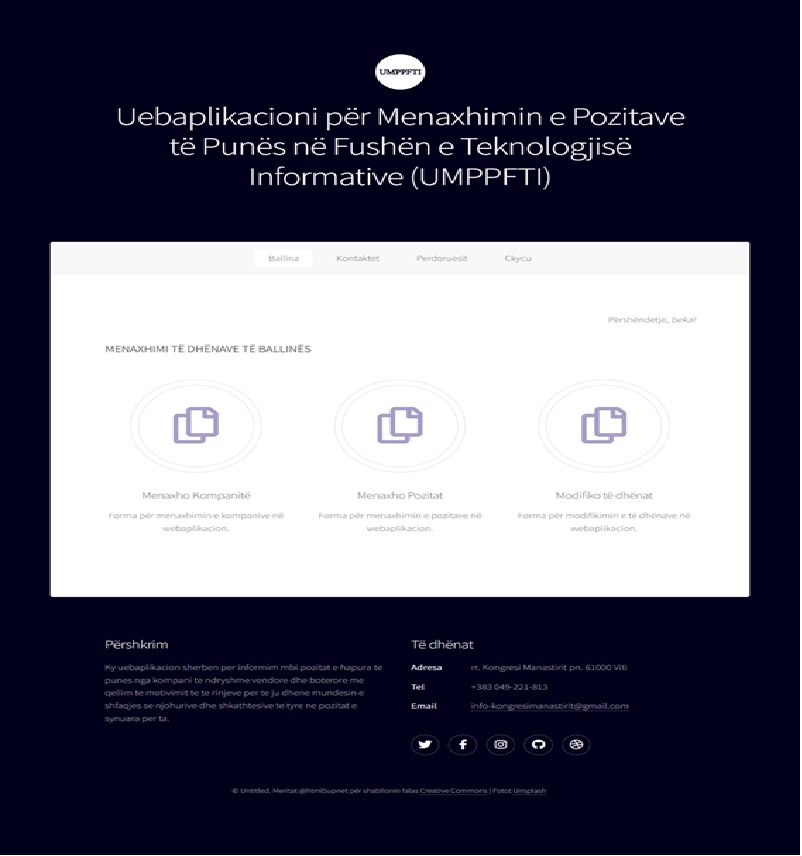 UMPPFTI
Uebaplikacioni për Menaxhimin e Pozitave
të Punës në Fushën e Teknologjisë
Informative (UMPPFTI)
Ballina Kontaktet Perdoruesit Ckycu
Përshëndetje, beka!
MENAXHIMI TË DHËNAVE TË BALLINËS
Menaxho Kompanitë Menaxho Pozitat Modifiko të dhënat
Forma për menaxhimin e kompanive në Forma për menaxhimin e pozitave në Forma për modifikimin e të dhënave në
webaplikacion. webaplikacion. webaplikacion.
Përshkrim Të dhënat
Ky uebaplikacion sherben per informim mbi pozitat e hapura te
punes nga kompani te ndryshme vendore dhe boterore me
qellim te motivimit te te rinjeve per te ju dhene mundesin e
shfaqjes se njohurive dhe shkathtesive te tyre ne pozitat e
synuara per ta.
Adresa rr. Kongresi Manastirit pn, 61000 Viti
Tel +383 049-221-813
Email info-kongresimanastirit@gmail.com
© Untitled. Meritat @html5upnet për shabllonin falas Creative Commons | Fotot Unsplash